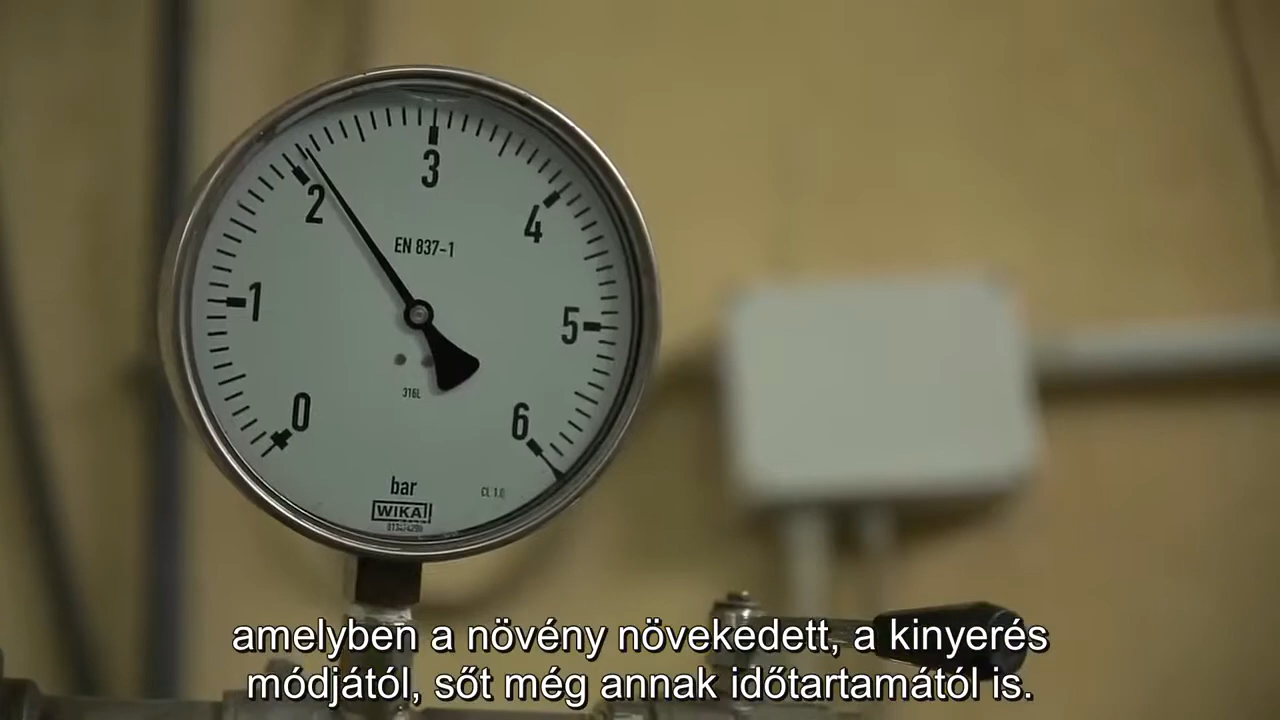 3
2
4
EN 837-1
1
5
316L
0
6
bar
CL 1.0
WIKA
amelyben a növény növekedett, a kinyerés
módjától, sőt még annak időtartamától is.